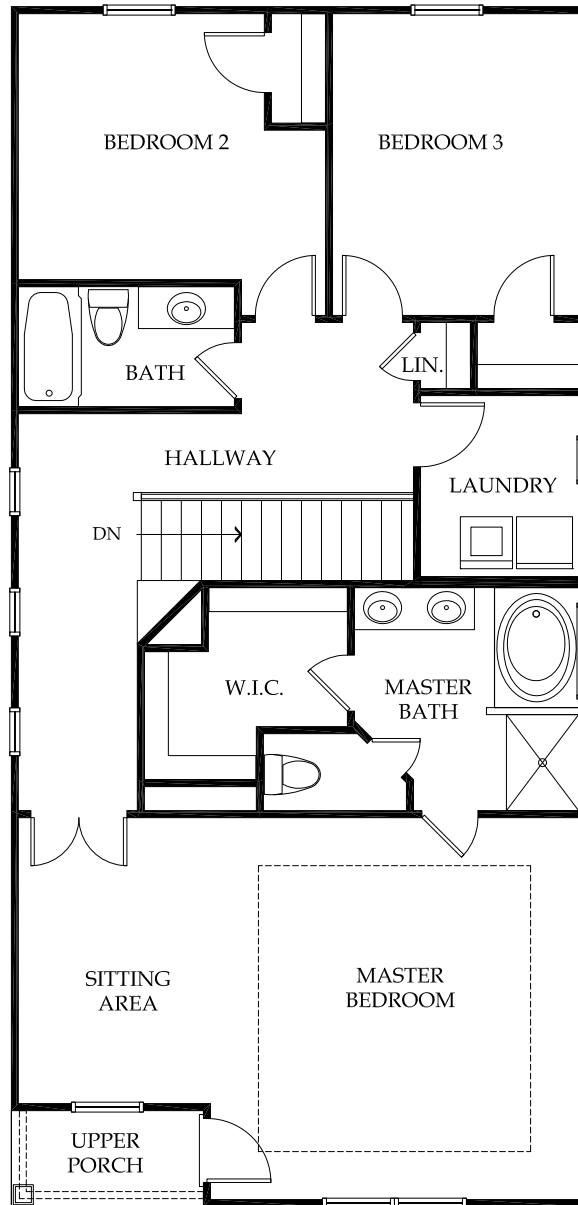 BEDROOM 2
BEDROOM 3
BATH
LIN.
HALLWAY
LAUNDRY
DN
W.I.C.
MASTER
BATH
SITTING
AREA
MASTER
BEDROOM
UPPER
PORCH